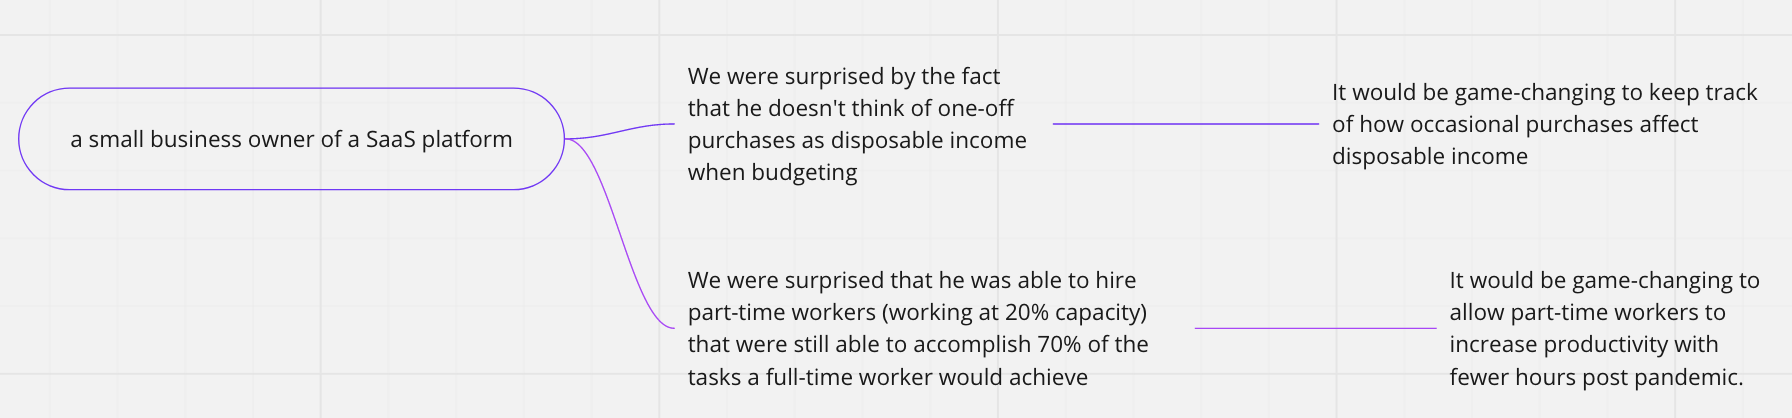 a small business owner of a SaaS platform
We were surprised by the fact
that he doesn't think of one-off
purchases as disposable income
when budgeting
It would be game-changing to keep track
of how occasional purchases affect
disposable income
We were surprised that he was able to hire
part-time workers (working at 20% capacity)
that were still able to accomplish 70% of the
tasks a full-time worker would achieve
It would be game-changing to
allow part-time workers to
increase productivity with
fewer hours post pandemic.